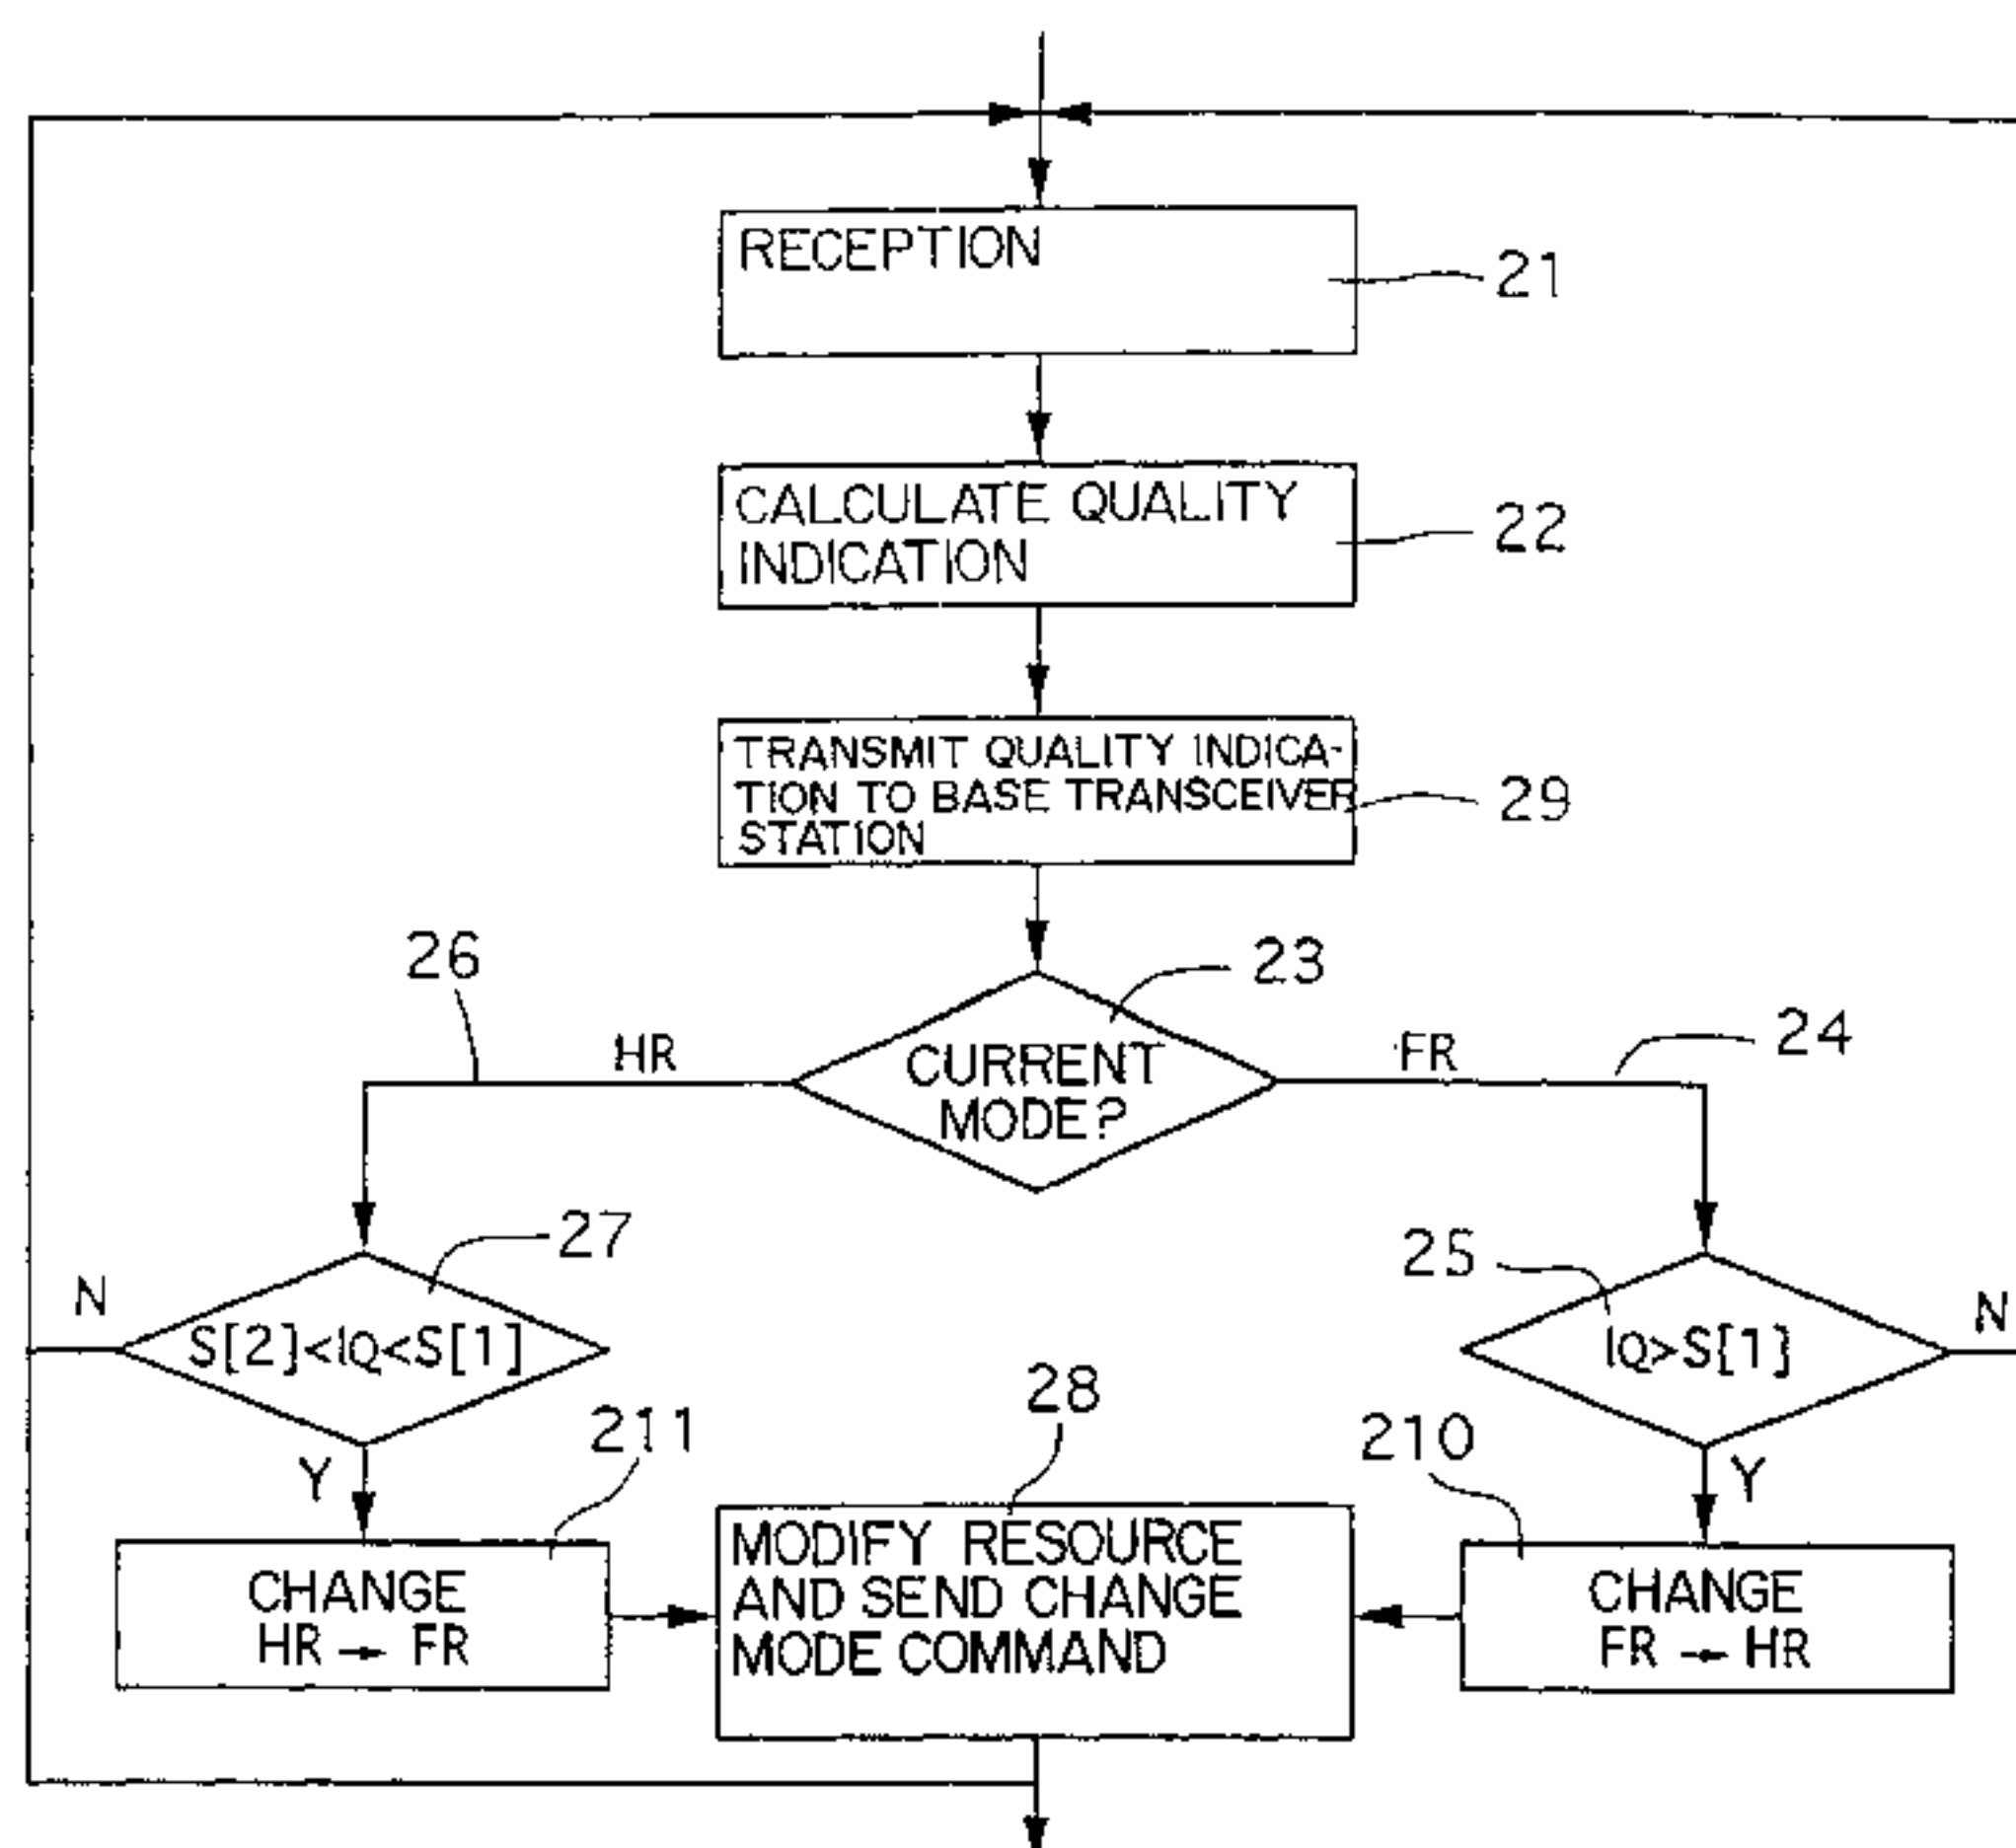 RECEPTION
21
CALCULATE QUALITY
INDICATION
22
TRANSMIT QUALITY INDICA-
TION TO BASE TRANSCEIVER
STATION
29
26
23
24
HR
FR
CURRENT
MODE?
27
25
N
S[2]<IQ<S[1]
IQ>S[1]
N
28
211
210
Y
Y
CHANGE
HR → FR
MODIFY RESOURCE
AND SEND CHANGE
MODE COMMAND
CHANGE
FR → HR